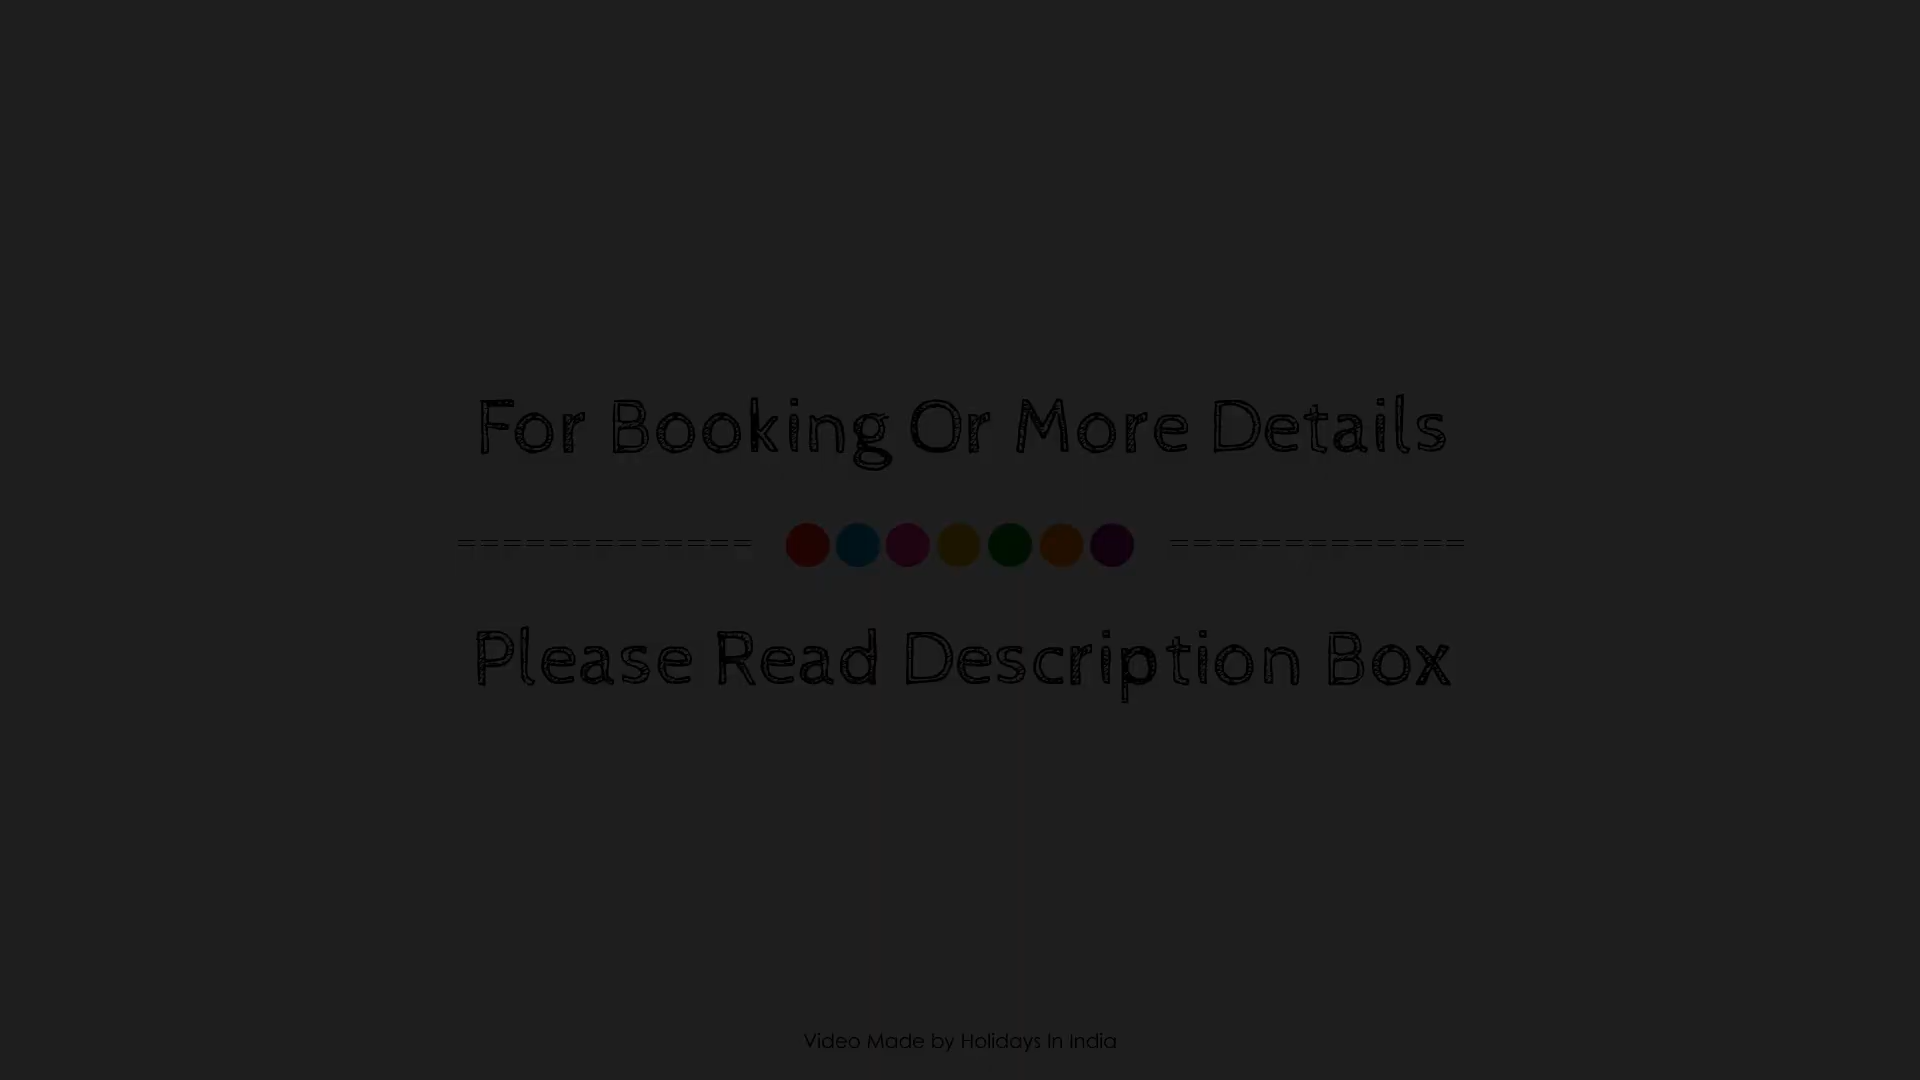 For Booking Or More Details
============= =============
Please Read Description Box
Video Made by Holidays In India